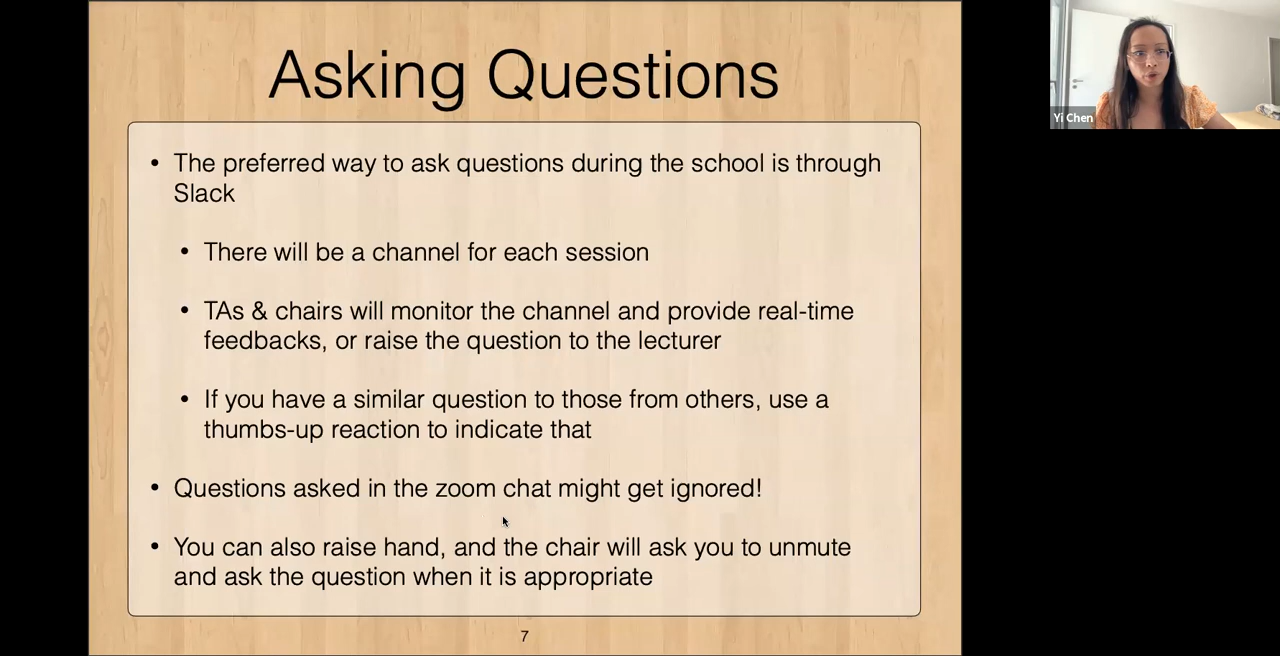 Asking Questions
Yi Chen
• The preferred way to ask questions during the school is through
Slack
• There will be a channel for each session
• TAs & chairs will monitor the channel and provide real-time
feedbacks, or raise the question to the lecturer
• If you have a similar question to those from others, use a
thumbs-up reaction to indicate that
• Questions asked in the zoom chat might get ignored!
• You can also raise hand, and the chair will ask you to unmute
and ask the question when it is appropriate
7